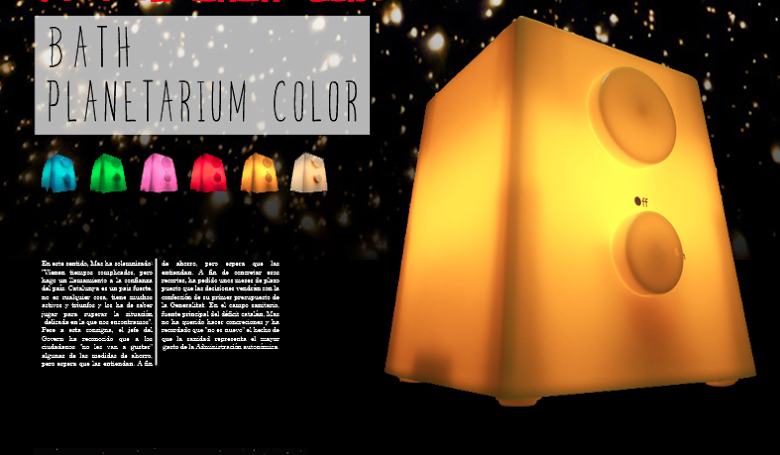 BATH
PLANETARIUM COLOR
off
En este sentido, Mas ha solemnizado:
"Vienen tiempos complicados, pero
hago un llamamiento a la confianza
del país. Catalunya es un país fuerte,
no es cualquier cosa, tiene muchos
activos y triunfos y los ha de saber
jugar para superar la situación
delicada en la que nos encontramos".
Pese a esta consigna, el jefe del
Govern ha reconocido que a los
ciudadanos "no les van a gustar"
algunas de las medidas de ahorro,
pero espera que las entiendan. A fin
de ahorro, pero espera que las
entiendan. A fin de concretar esos
recortes, ha pedido unos meses de plazo
puesto que las decisiones vendrán con la
confección de su primer presupuesto de
la Generalitat. En el campo sanitario,
fuente principal del déficit catalán, Mas
no ha querido hacer concreciones y ha
recordado que "no es nuevo" el hecho de
que la sanidad representa el mayor
gasto de la Administración autonómica.